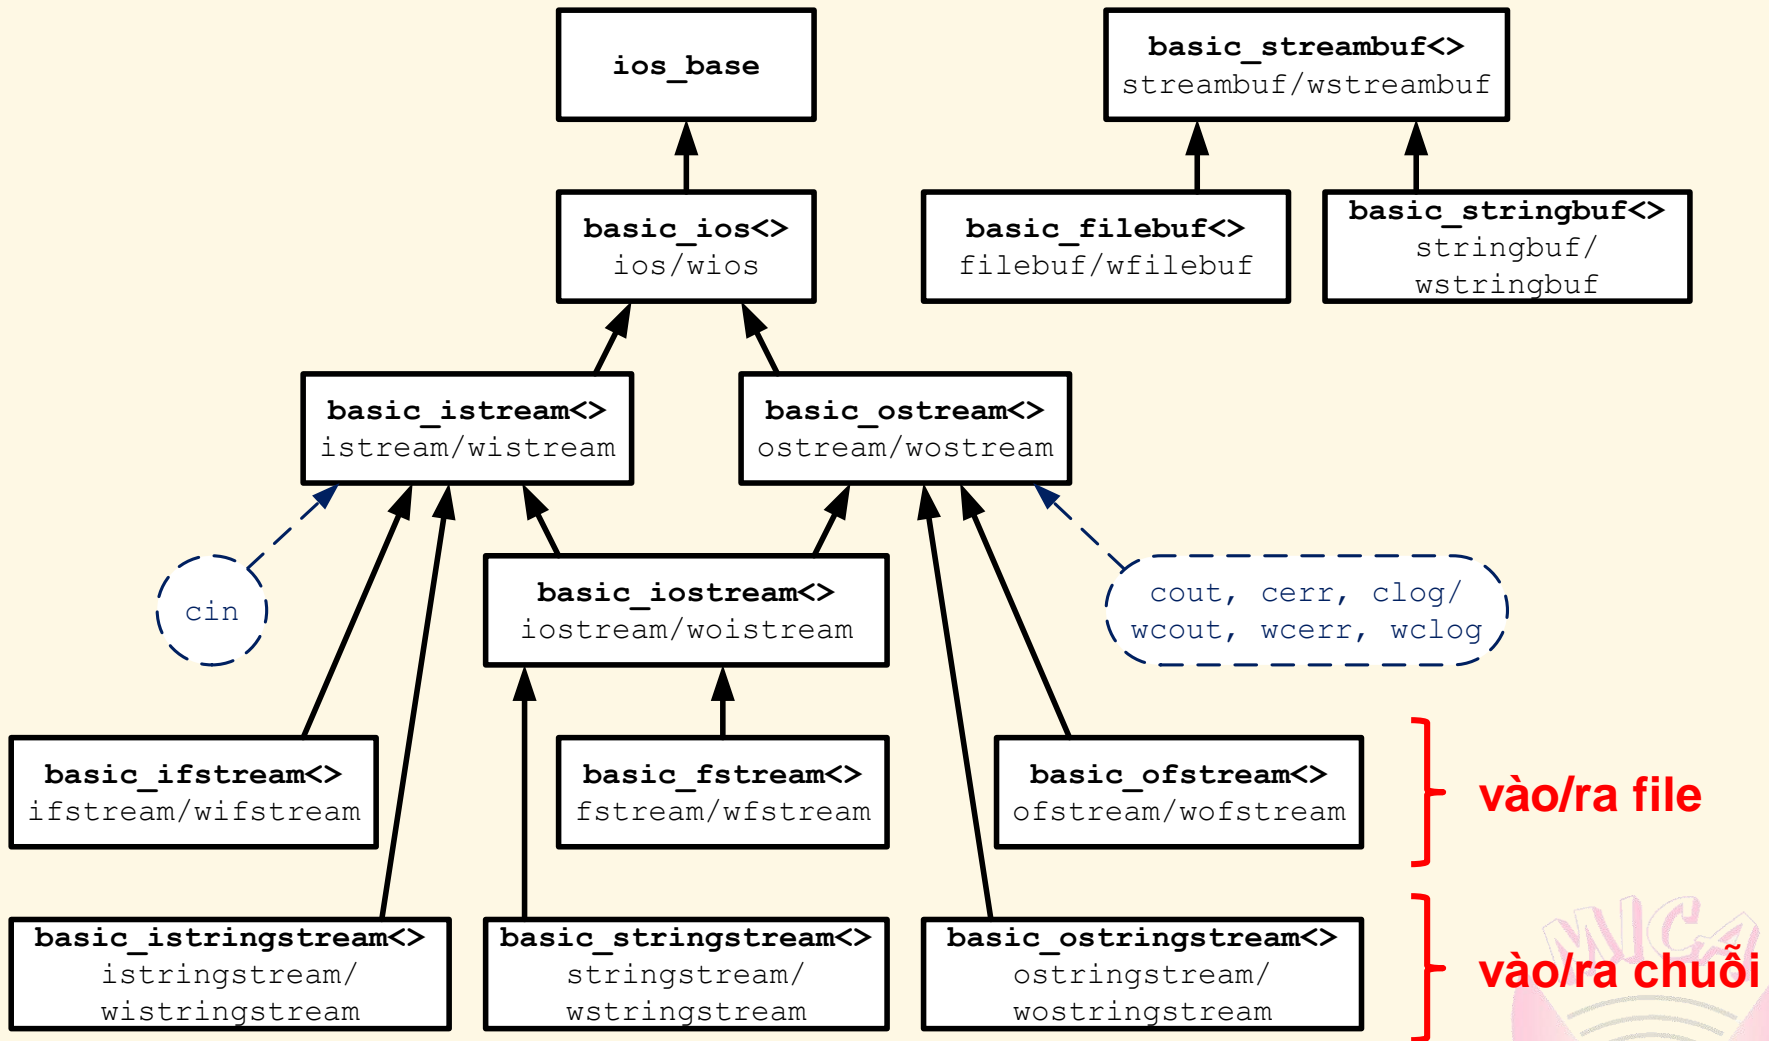 ios_base
basic_streambuf<>
streambuf/wstreambuf
basic_ios<>
ios/wios
basic_filebuf<>
filebuf/wfilebuf
basic_stringbuf<>
stringbuf/
wstringbuf
basic_istream<>
istream/wistream
basic_ostream<>
ostream/wostream
cin
basic_iostream<>
iostream/woistream
cout, cerr, clog/
wcout, wcerr, wclog
basic_ifstream<>
ifstream/wifstream
basic_fstream<>
fstream/wfstream
basic_ofstream<>
ofstream/wofstream
vào/ra file
basic_istringstream<>
istringstream/
wistringstream
basic_stringstream<>
stringstream/
wstringstream
basic_ostringstream<>
ostringstream/
wostringstream
vào/ra chuỗi
MICA